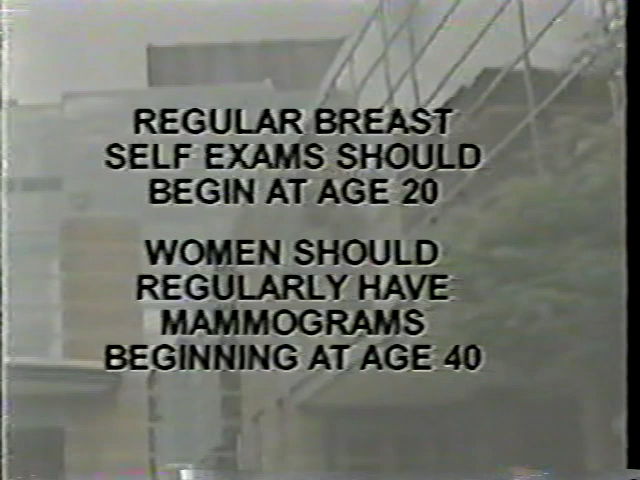 REGULAR BREAST
SELF EXAMS SHOULD
BEGIN AT AGE 20
WOMEN SHOULD
REGULARLY HAVE
MAMMOGRAMS
BEGINNING AT AGE 40